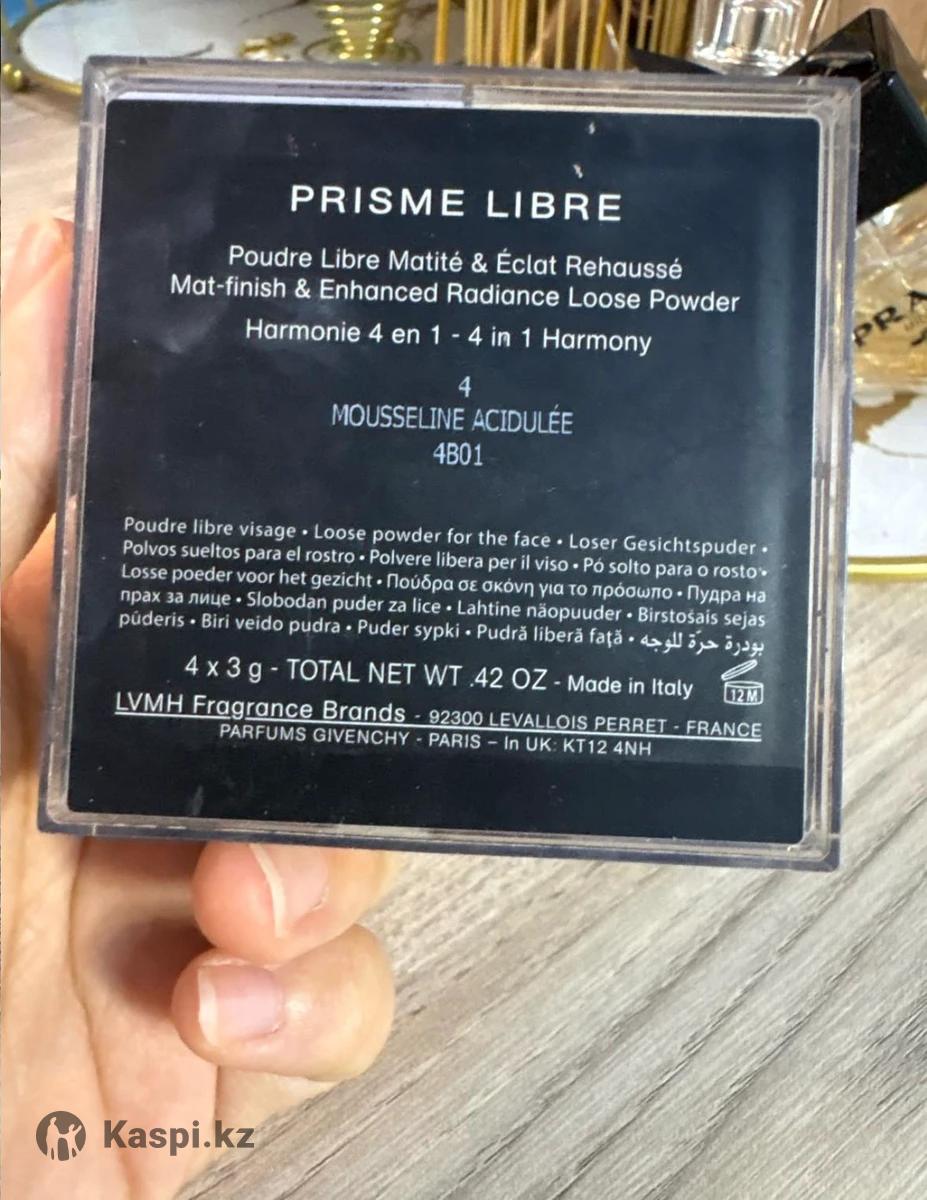 PRISME LIBRE
Poudre Libre Matité & Éclat Rehaussé
Mat-finish & Enhanced Radiance Loose Powder
Harmonie 4 en 1 - 4 in 1 Harmony
4
MOUSSELINE ACIDULÉE
4B01
Poudre libre visage • Loose powder for the face • Loser Gesichtspuder •
Polvos sueltos para el rostro • Polvere libera per il viso • Pó solto para o rosto •
Losse poeder voor het gezicht • Πούδρα σε σκόνη για το πρόσωπο • Пудра на
прах за лице • Slobodan puder za lice • Lahtine näopuuder • Birstošais sejas
pūderis • Biri veido pudra • Puder sypki • Pudră liberă față • بودرة حرّة للوجه
4 x 3 g - TOTAL NET WT .42 OZ - Made in Italy
12 M
LVMH Fragrance Brands - 92300 LEVALLOIS PERRET - FRANCE
PARFUMS GIVENCHY - PARIS – In UK: KT12 4NH
PRA
Kaspi.kz